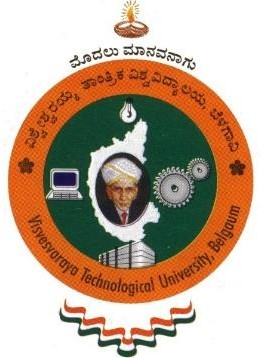 ಮೊದಲು ಮಾನವನಾಗು
ವಿಶ್ವೇಶ್ವರಯ್ಯ ತಾಂತ್ರಿಕ ವಿಶ್ವವಿದ್ಯಾಲಯ, ಬೆಳಗಾವಿ
Visvesvaraya Technological University, Belgaum